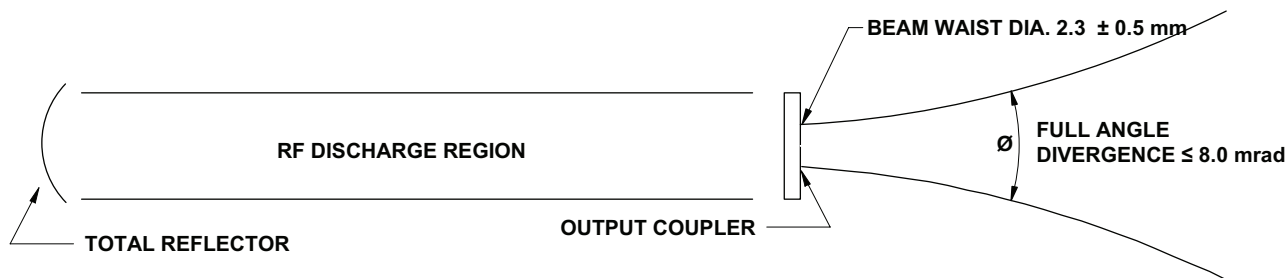 BEAM WAIST DIA. 2.3 ± 0.5 mm
RF DISCHARGE REGION
Ø
FULL ANGLE
DIVERGENCE ≤ 8.0 mrad
OUTPUT COUPLER
TOTAL REFLECTOR